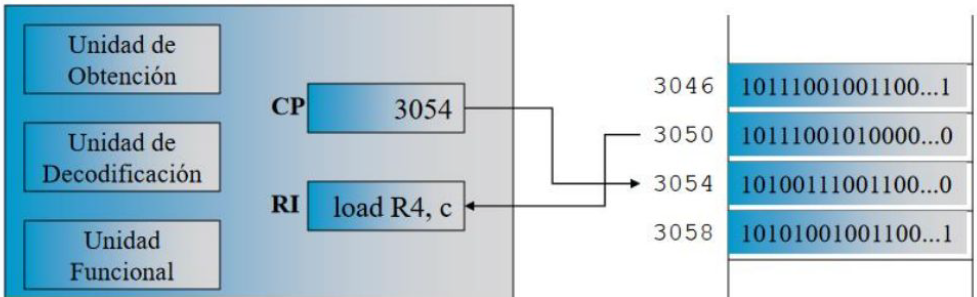 Unidad de
Obtención
Unidad de
Decodificación
Unidad
Funcional
CP 3054
RI load R4, c
3046 10111001001100...1
3050 10111001010000...0
3054 10100111001100...0
3058 10101001001100...1